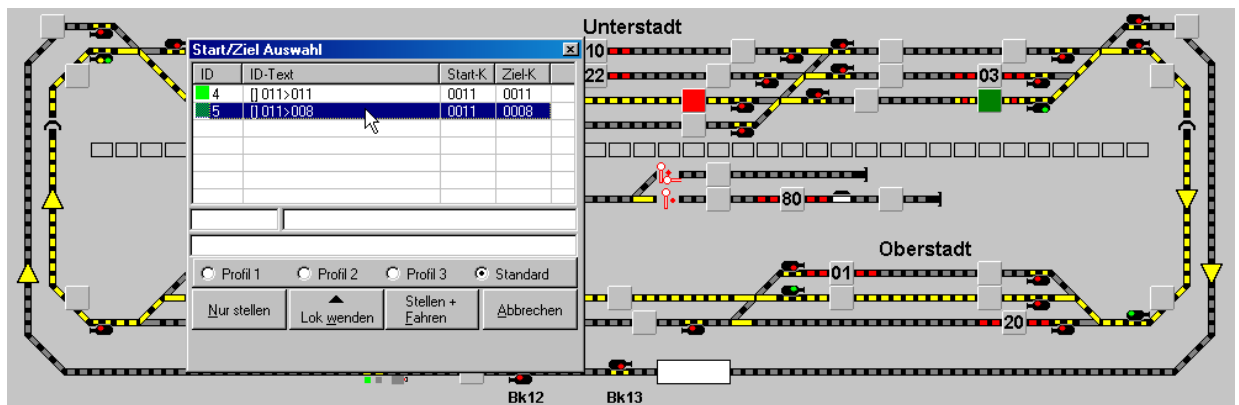 Unterstadt
Start/Ziel Auswahl
10
ID ID-Text Start-K Ziel-K
22
03
4 [] 011>011 0011 0011
5 [] 011>008 0011 0008
80
Oberstadt
Profil 1 Profil 2 Profil 3 Standard
01
Nur stellen
Lok wenden
Stellen +
Fahren
Abbrechen
20
Bk12 Bk13